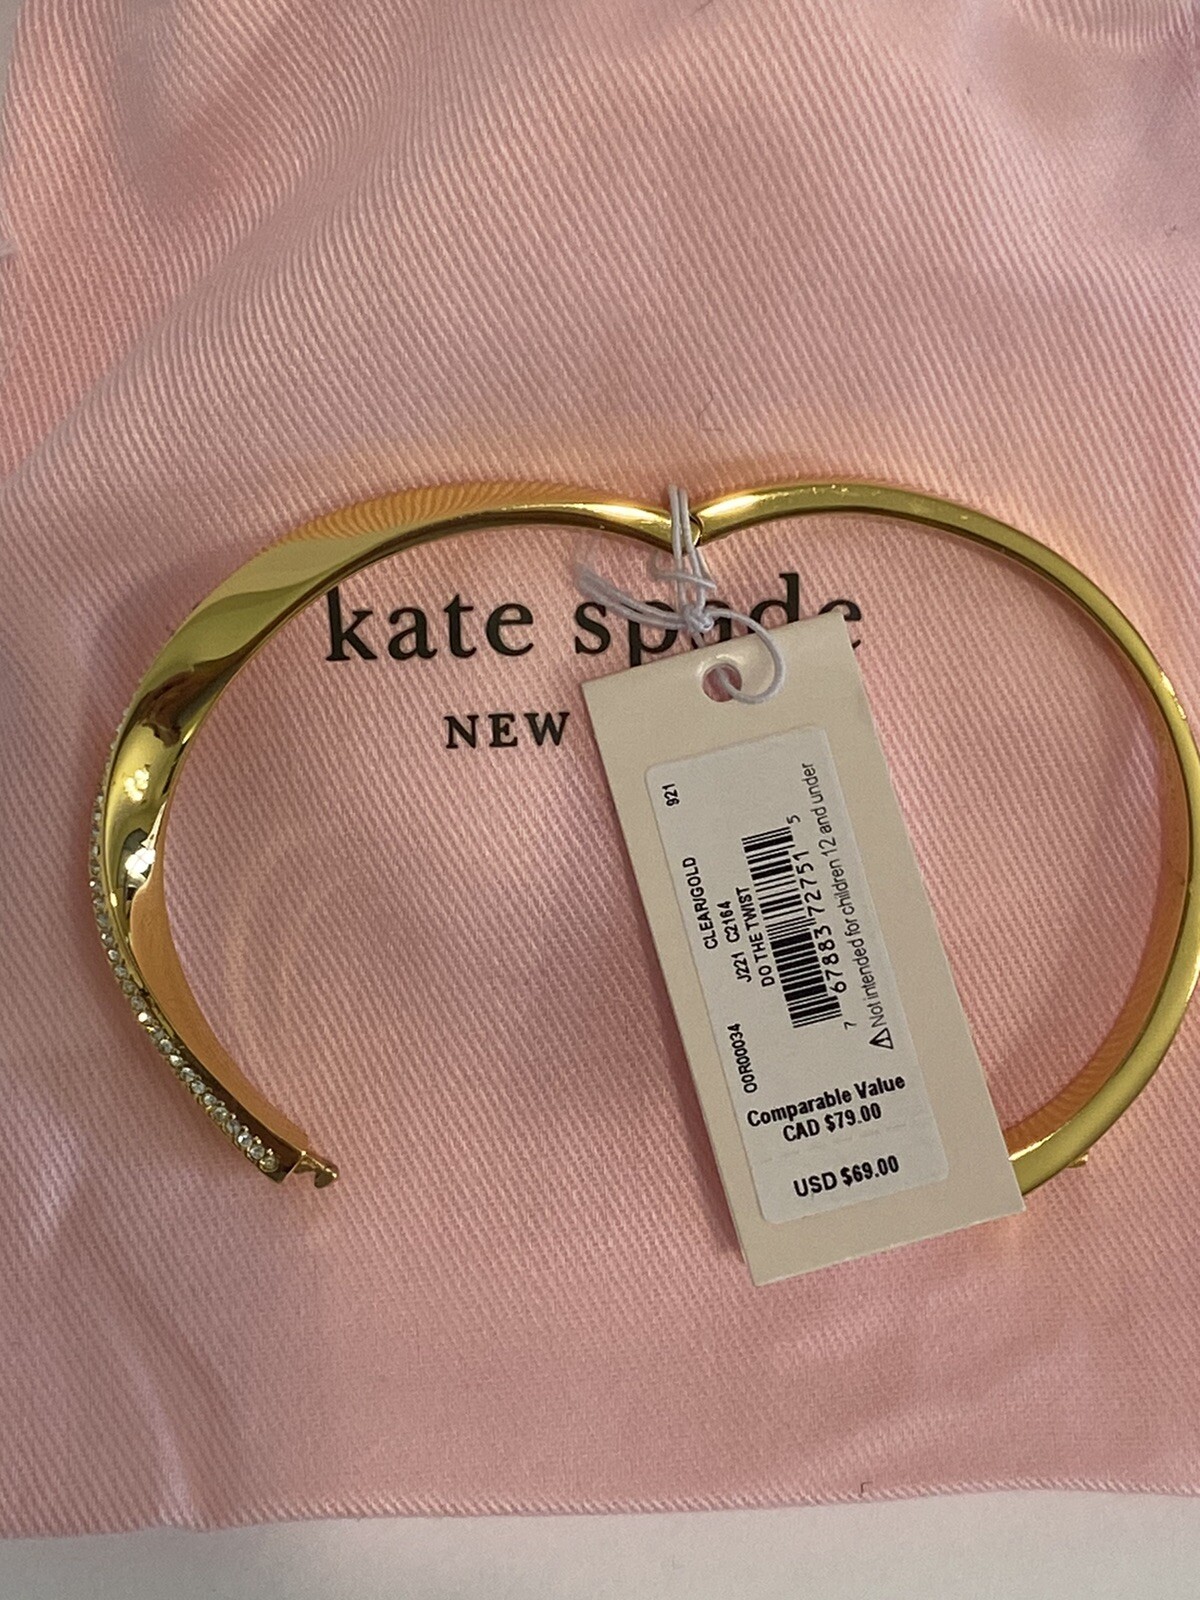 kate spade
NEW
921
CLEAR/GOLD
J221 C2164
DO THE TWIST
O0R00034
7 67883 72751 5
⚠Not intended for children 12 and under
Comparable Value
CAD $79.00
USD $69.00